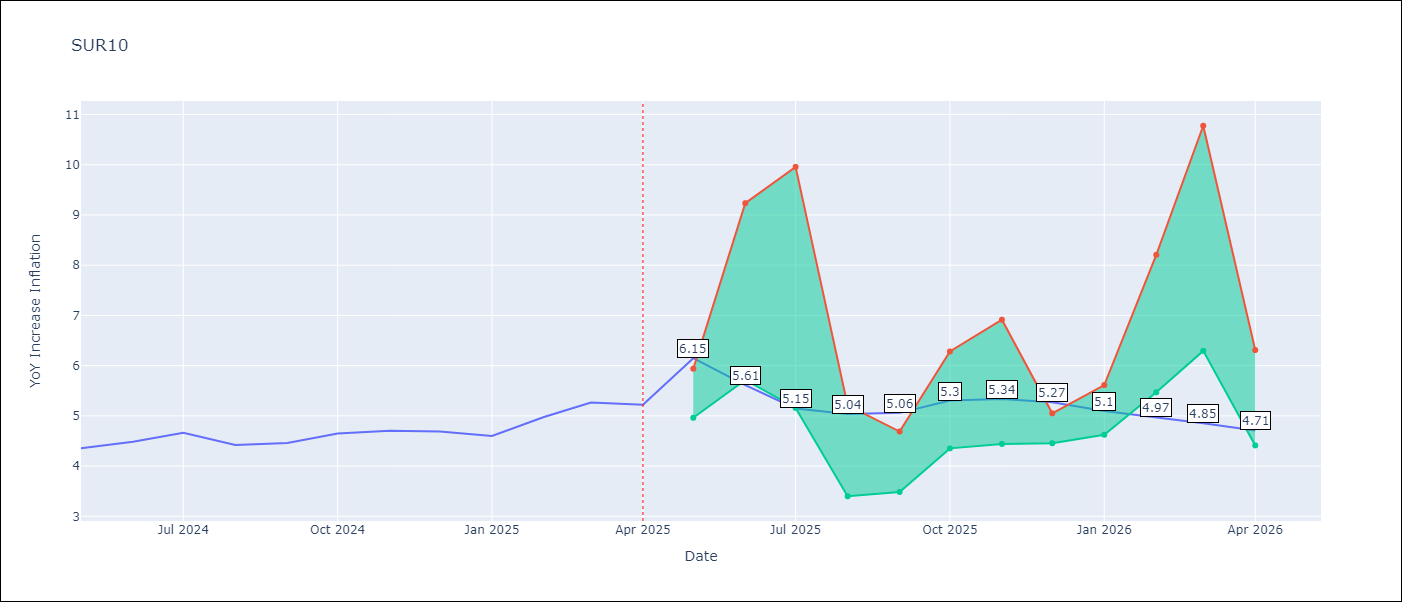 SUR10
YoY Increase Inflation
11
10
9
8
7
6
5
4
3
6.15
5.61
5.15
5.04
5.06
5.3
5.34
5.27
5.1
4.97
4.85
4.71
Jul 2024
Oct 2024
Jan 2025
Apr 2025
Jul 2025
Oct 2025
Jan 2026
Apr 2026
Date